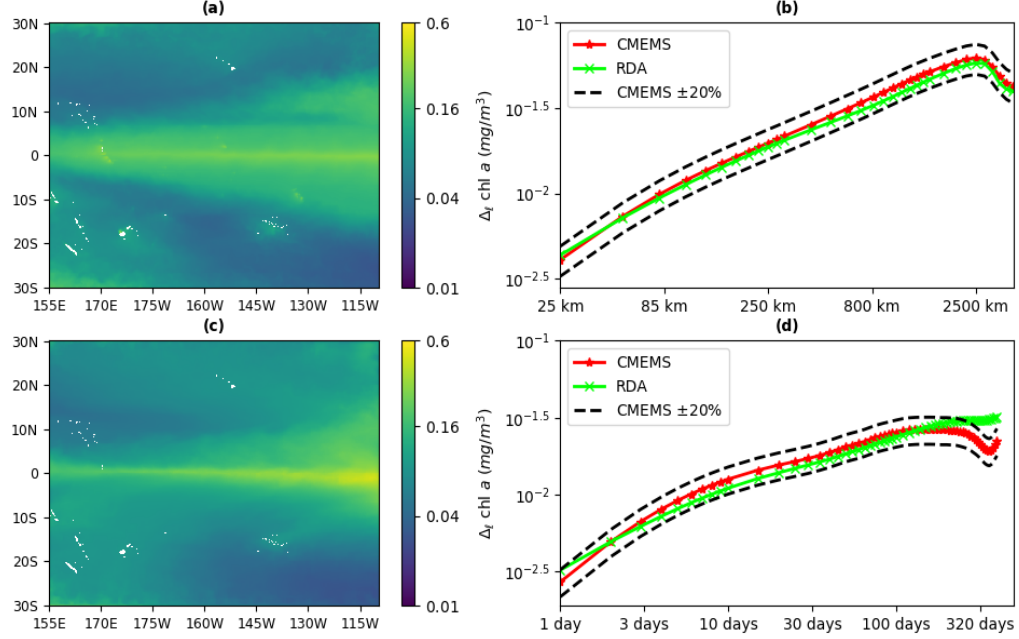 (a)
30N
20N
10N
0
10S
20S
30S
155E 170E 175W 160W 145W 130W 115W
0.6
0.16
0.04
0.01
(b)
Δℓ chl a (mg/m³)
10⁻¹
10⁻¹·⁵
10⁻²
10⁻²·⁵
CMEMS
RDA
CMEMS ±20%
25 km 85 km 250 km 800 km 2500 km
(c)
30N
20N
10N
0
10S
20S
30S
155E 170E 175W 160W 145W 130W 115W
0.6
0.16
0.04
0.01
(d)
Δℓ chl a (mg/m³)
10⁻¹
10⁻¹·⁵
10⁻²
10⁻²·⁵
CMEMS
RDA
CMEMS ±20%
1 day 3 days 10 days 30 days 100 days 320 days